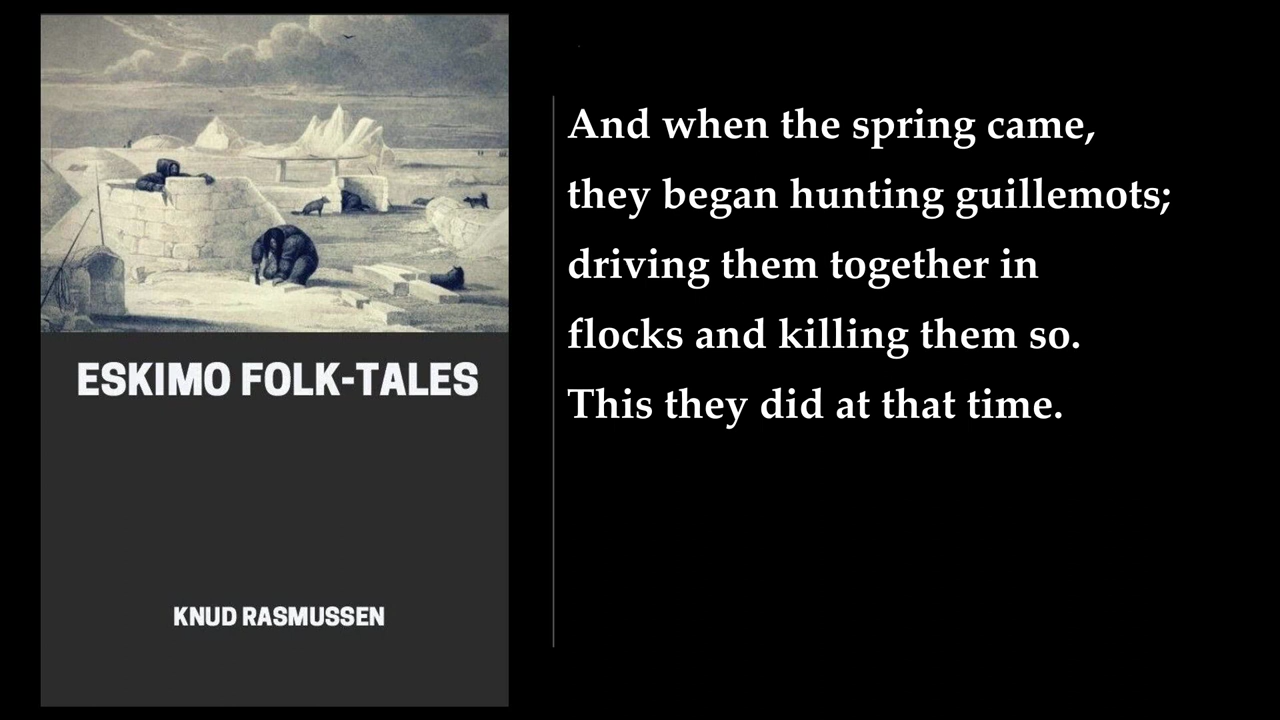 ESKIMO FOLK-TALES
KNUD RASMUSSEN
And when the spring came,
they began hunting guillemots;
driving them together in
flocks and killing them so.
This they did at that time.